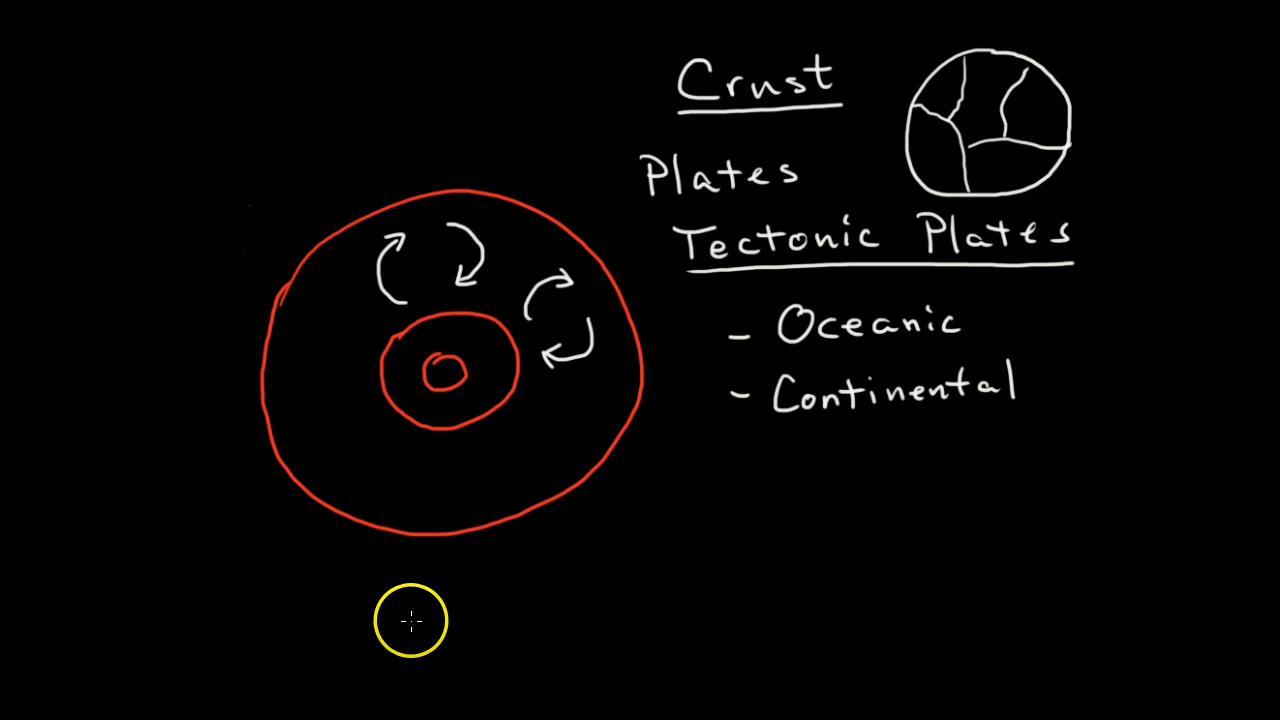 Crust
Plates
Tectonic Plates
- Oceanic
- Continental